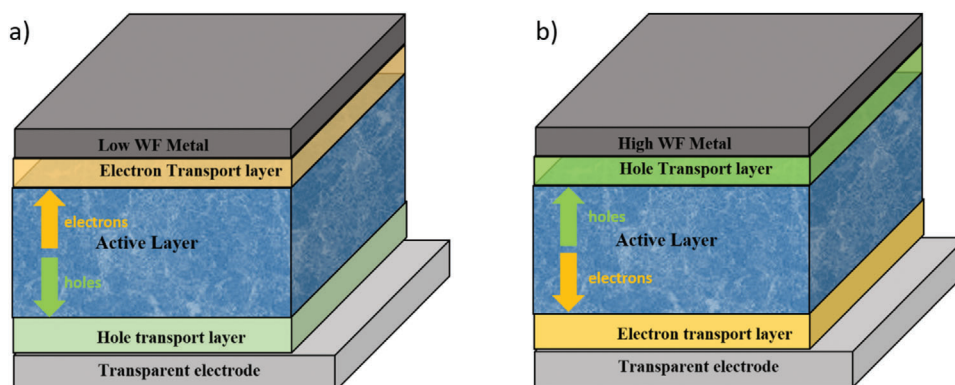 a)
Low WF Metal
Electron Transport layer
electrons
Active Layer
holes
Hole transport layer
Transparent electrode
b)
High WF Metal
Hole Transport layer
holes
Active Layer
electrons
Electron transport layer
Transparent electrode